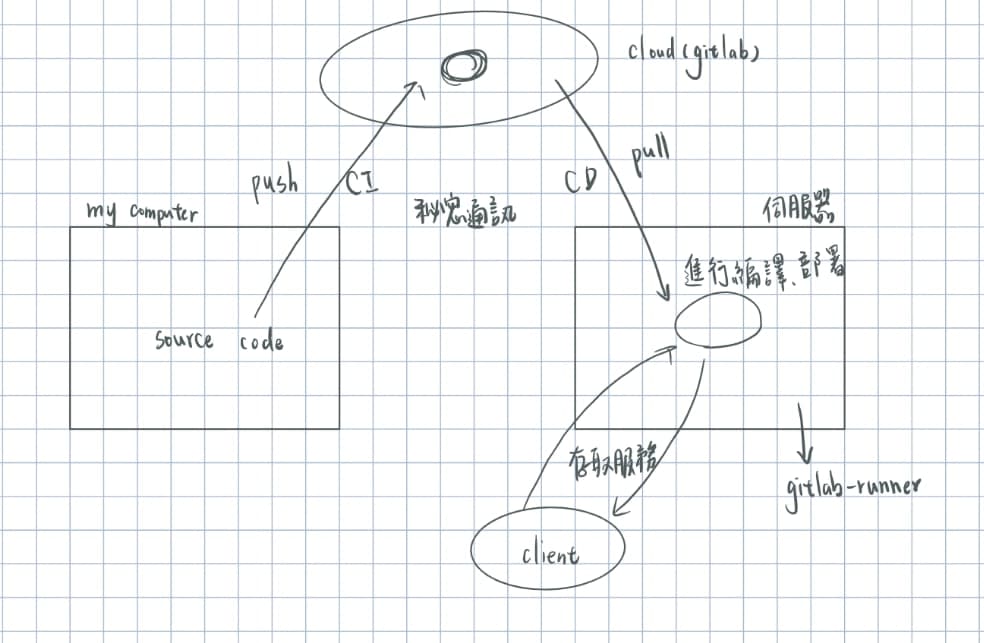 cloud(gitlab)
push
CI
CD
pull
my computer
秘密通訊
伺服器
進行編譯、部署
source code
存取服務
gitlab-runner
client